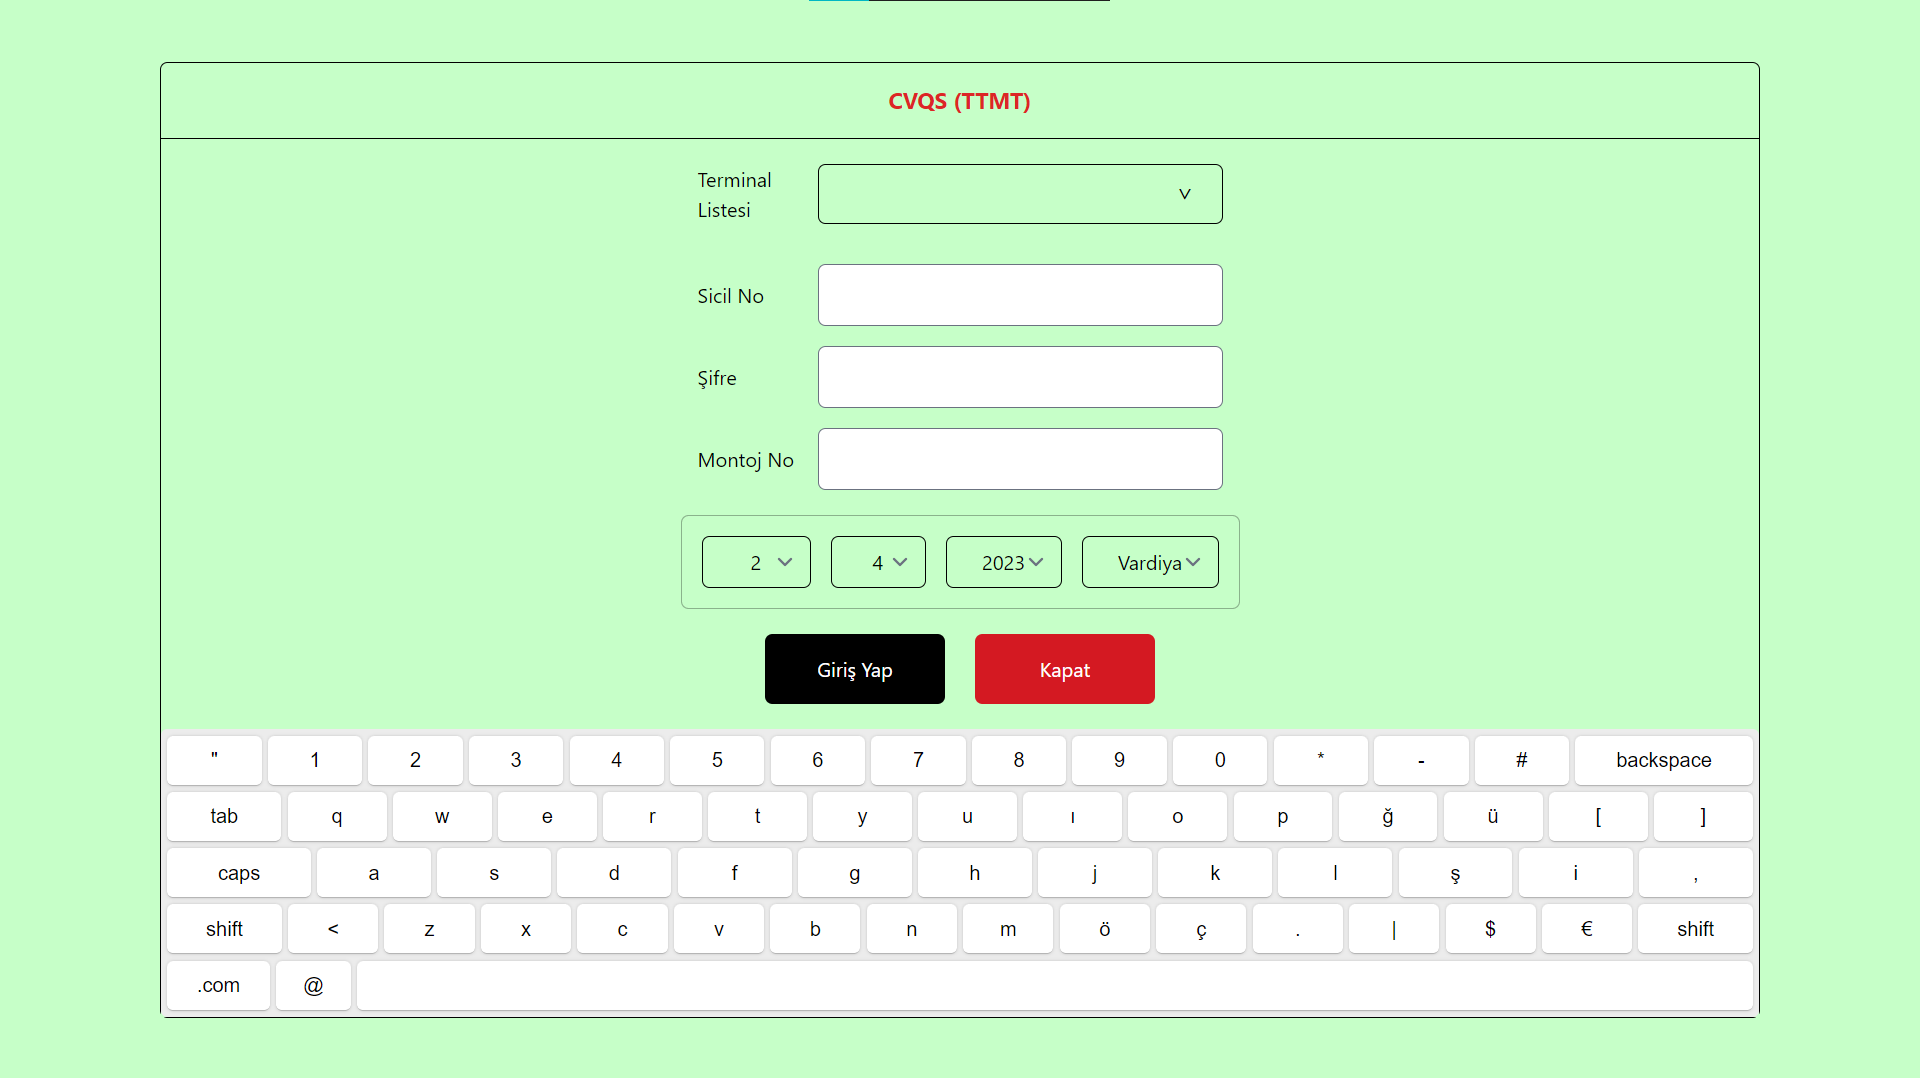 CVQS (TTMT)
Terminal
Listesi
V
Sicil No
Şifre
Montoj No
2 4 2023 Vardiya
Giriş Yap Kapat
" 1 2 3 4 5 6 7 8 9 0 * - # backspace
tab q w e r t y u ı o p ğ ü [ ]
caps a s d f g h j k l ş i ,
shift < z x c v b n m ö ç . | $ € shift
.com @